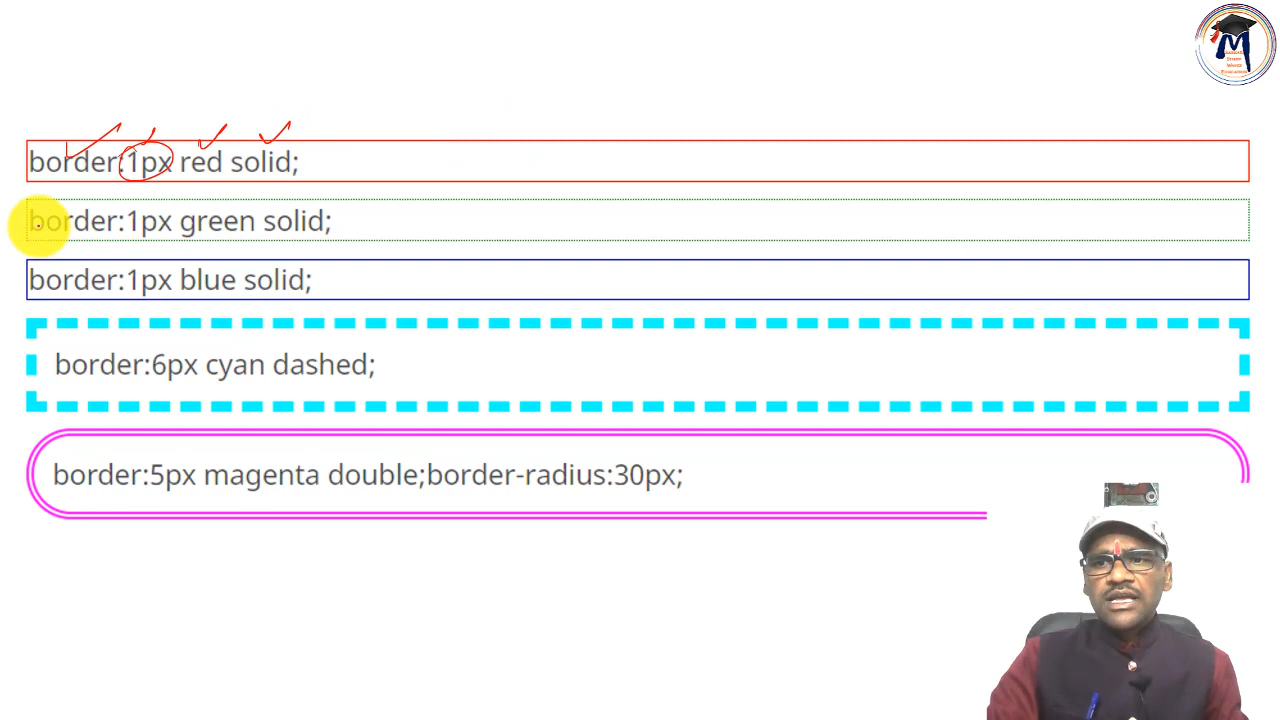 border:1px red solid;
border:1px green solid;
border:1px blue solid;
border:6px cyan dashed;
border:5px magenta double;border-radius:30px;